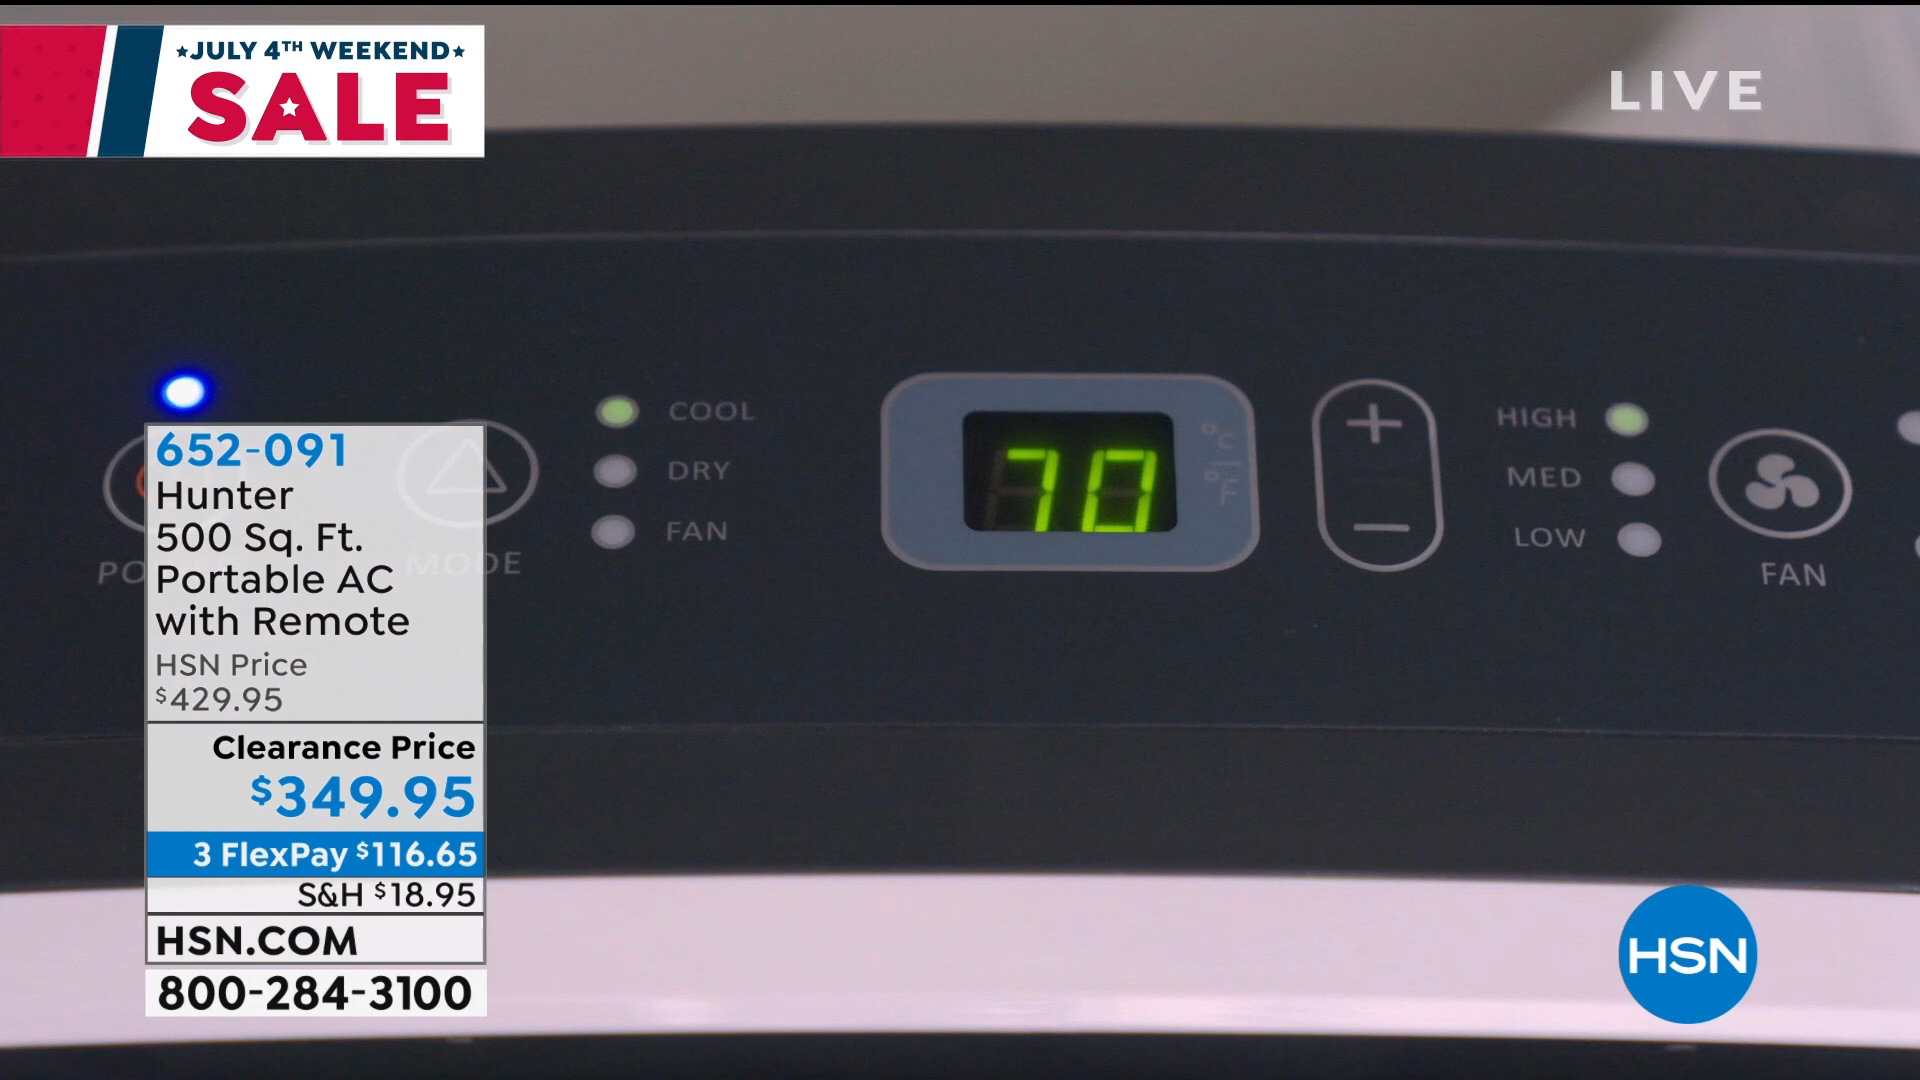 ★JULY 4TH WEEKEND★
SALE
LIVE
COOL
DRY
FAN
MODE
70
°C
°F
+
−
HIGH
MED
LOW
FAN
652-091
Hunter
500 Sq. Ft.
Portable AC
with Remote
HSN Price
$429.95
Clearance Price
$349.95
3 FlexPay $116.65
S&H $18.95
HSN.COM
800-284-3100
HSN